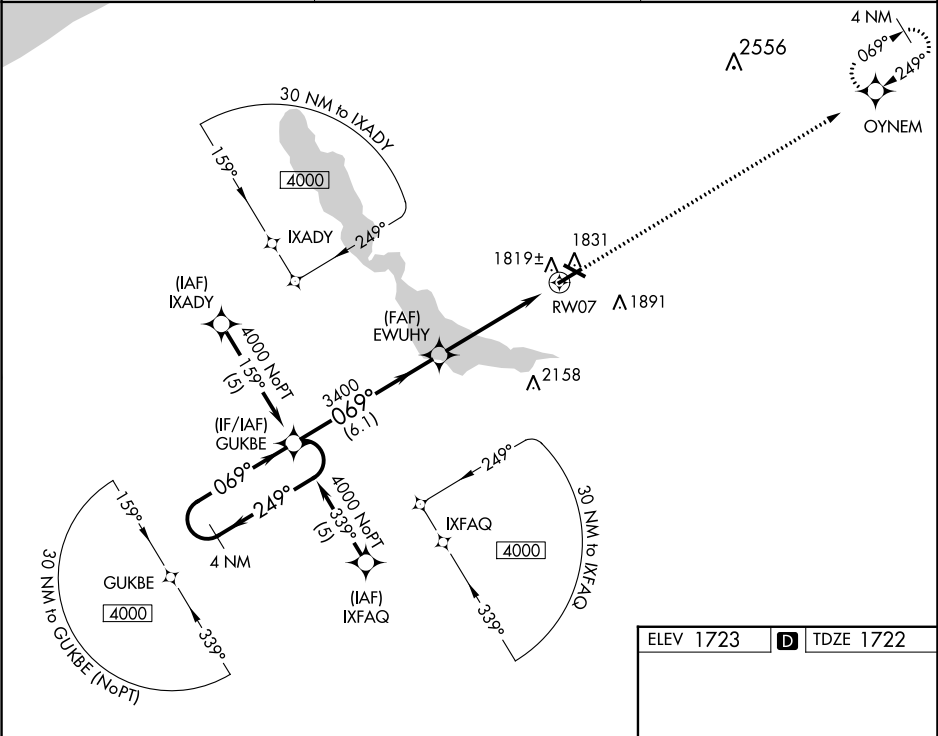 4 NM
069°
249°
OYNEM
2556
30 NM to IXADY
159°
4000
IXADY
249°
1819±
1831
RW07
1891
(IAF)
IXADY
4000 NoPT
159°
(5)
(FAF)
EWUHY
2158
3400
069°
(6.1)
(IF/IAF)
GUKBE
069°
249°
4 NM
4000 NoPT
339°
(5)
(IAF)
IXFAQ
249°
IXFAQ
4000
339°
30 NM to IXFAQ
159°
GUKBE
4000
339°
30 NM to GUKBE (NoPT)
ELEV 1723
D
TDZE 1722